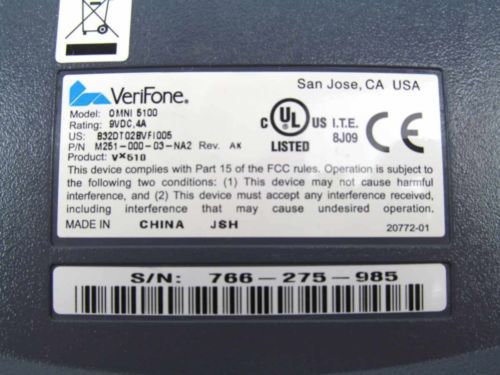 VeriFone.
San Jose, CA USA
Model: OMNI 5100
Rating: 9VDC, 4A
US: B32DT02BVFI005
P/N M251-000-03-NA2 Rev. AK
Product: Vx510
C UL US I.T.E.
LISTED 8J09
CE
This device complies with Part 15 of the FCC rules. Operation is subject to
the following two conditions: (1) This device may not cause harmful
interference, and (2) This device must accept any interference received,
including interference that may cause undesired operation.
MADE IN CHINA JSH
20772-01
S/N: 766-275-985